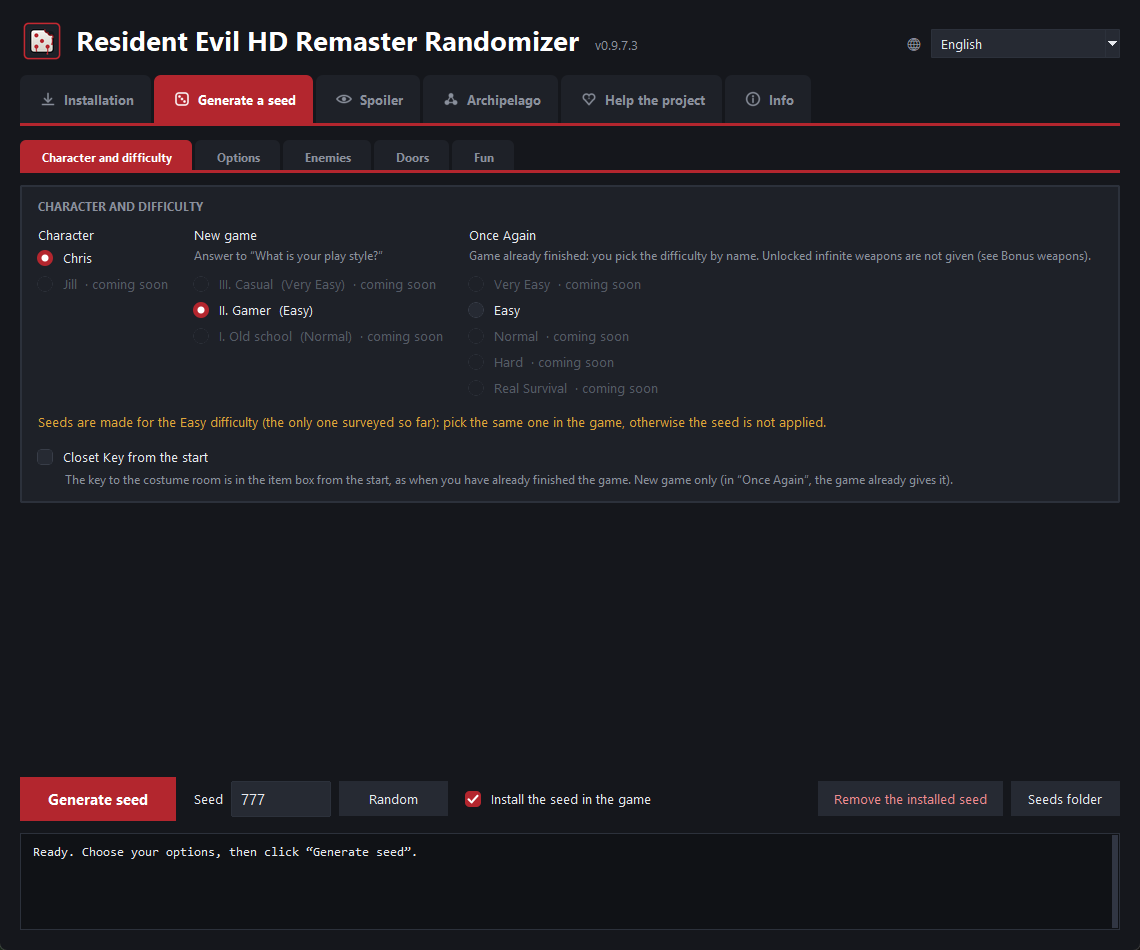 Resident Evil HD Remaster Randomizer v0.9.7.3
English
Installation Generate a seed Spoiler Archipelago Help the project Info
Character and difficulty Options Enemies Doors Fun
CHARACTER AND DIFFICULTY
Character
Chris
Jill · coming soon
New game
Answer to “What is your play style?”
III. Casual (Very Easy) · coming soon
II. Gamer (Easy)
I. Old school (Normal) · coming soon
Once Again
Game already finished: you pick the difficulty by name. Unlocked infinite weapons are not given (see Bonus weapons).
Very Easy · coming soon
Easy
Normal · coming soon
Hard · coming soon
Real Survival · coming soon
Seeds are made for the Easy difficulty (the only one surveyed so far): pick the same one in the game, otherwise the seed is not applied.
Closet Key from the start
The key to the costume room is in the item box from the start, as when you have already finished the game. New game only (in “Once Again”, the game already gives it).
Generate seed Seed 777 Random Install the seed in the game Remove the installed seed Seeds folder
Ready. Choose your options, then click “Generate seed”.